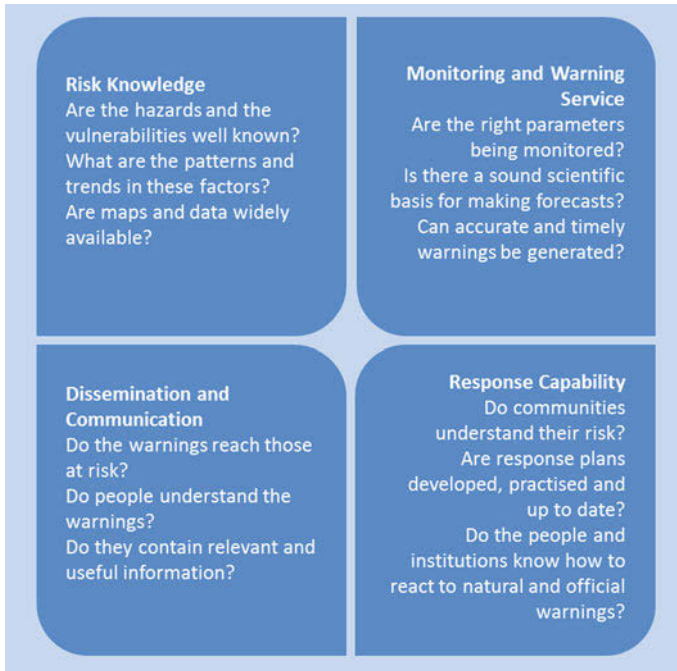 Risk Knowledge
Are the hazards and the
vulnerabilities well known?
What are the patterns and
trends in these factors?
Are maps and data widely
available?
Monitoring and Warning
Service
Are the right parameters
being monitored?
Is there a sound scientific
basis for making forecasts?
Can accurate and timely
warnings be generated?
Dissemination and
Communication
Do the warnings reach those
at risk?
Do people understand the
warnings?
Do they contain relevant and
useful information?
Response Capability
Do communities
understand their risk?
Are response plans
developed, practised and
up to date?
Do the people and
institutions know how to
react to natural and official
warnings?